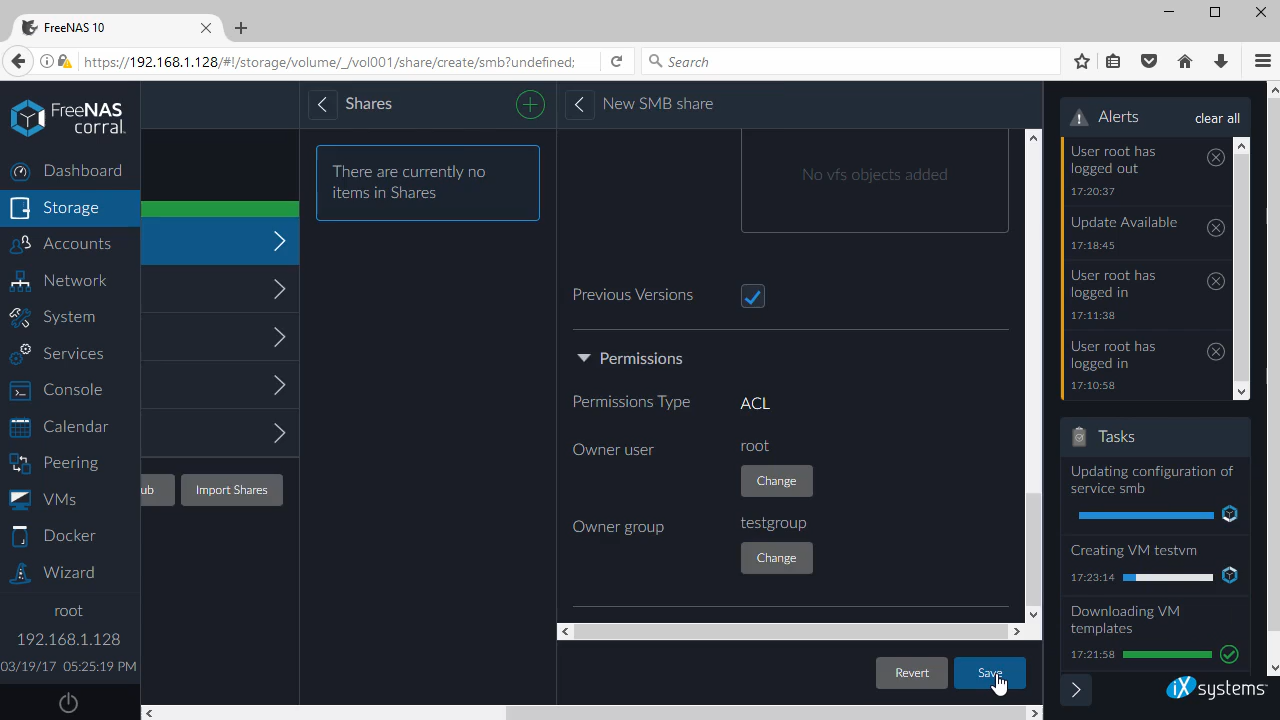 FreeNAS 10
https://192.168.1.128/#!/storage/volume/_/vol001/share/create/smb?undefined:
Search
FreeNAS
corral
Dashboard
Storage
Accounts
Network
System
Services
Console
Calendar
Peering
VMs
Docker
Wizard
root
192.168.1.128
03/19/17 05:25:19 PM
ub
Import Shares
Shares
There are currently no
items in Shares
New SMB share
No vfs objects added
Previous Versions
Permissions
Permissions Type
ACL
Owner user
root
Change
Owner group
testgroup
Change
Revert
Save
Alerts
clear all
User root has
logged out
17:20:37
Update Available
17:18:45
User root has
logged in
17:11:38
User root has
logged in
17:10:58
Tasks
Updating configuration of
service smb
Creating VM testvm
17:23:14
Downloading VM
templates
17:21:58
iXsystems